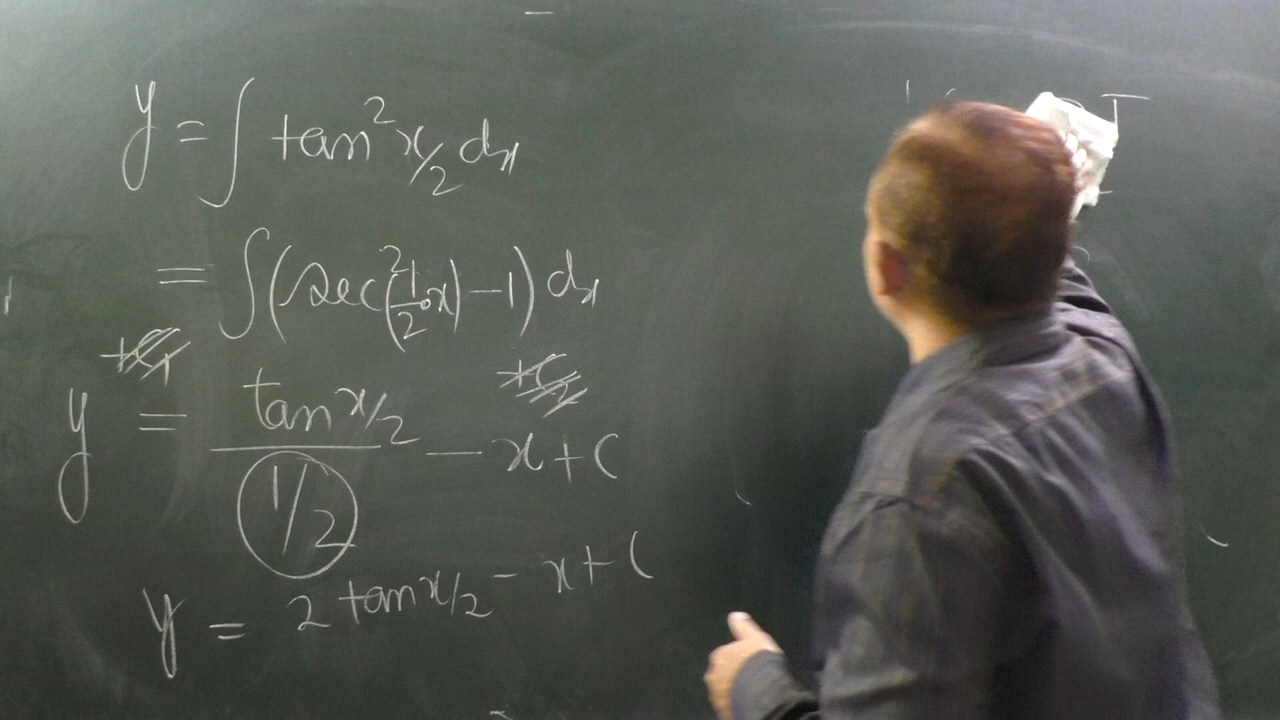 y = ∫ tan² x/2 dx
= ∫ (sec² (1/2 x) − 1) dx
y = tan x/2 / (1/2) − x + C
y = 2 tan x/2 − x + C